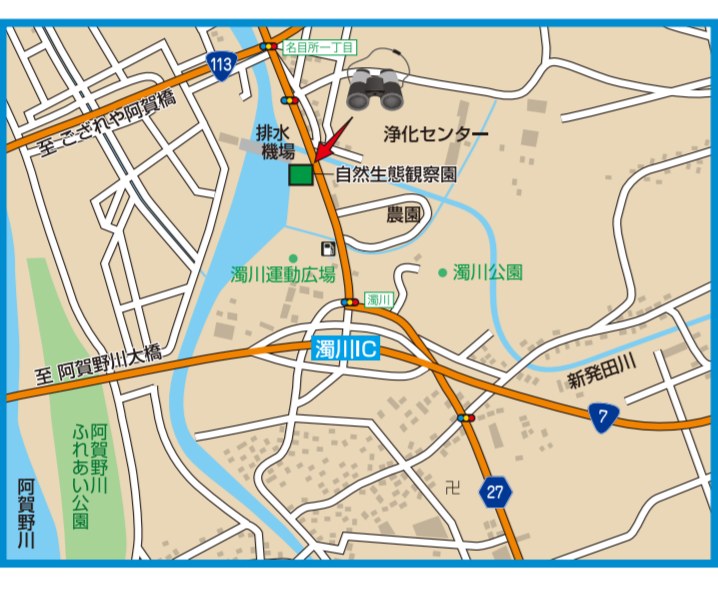 名目所一丁目
113
至 ござれや阿賀橋
排水
機場
浄化センター
自然生態観察園
農園
濁川運動広場
濁川公園
濁川
濁川IC
至 阿賀野川大橋
新発田川
7
阿賀野川
ふれあい公園
阿賀野川
卍
27